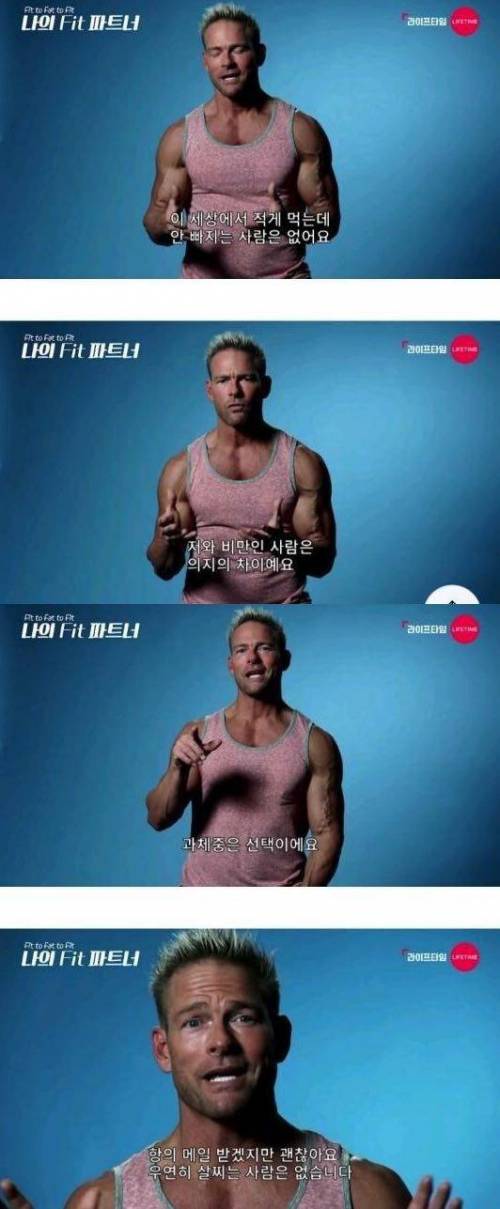 Fit to Fat to Fit
나의 Fit 파트너
라이프타임
LIFETIME
이 세상에서 적게 먹는데
안 빠지는 사람은 없어요
Fit to Fat to Fit
나의 Fit 파트너
라이프타임
LIFETIME
저와 비만인 사람은
의지의 차이예요
Fit to Fat to Fit
나의 Fit 파트너
라이프타임
LIFETIME
과체중은 선택이에요
Fit to Fat to Fit
나의 Fit 파트너
라이프타임
LIFETIME
항의 메일 받겠지만 괜찮아요
우연히 살찌는 사람은 없습니다